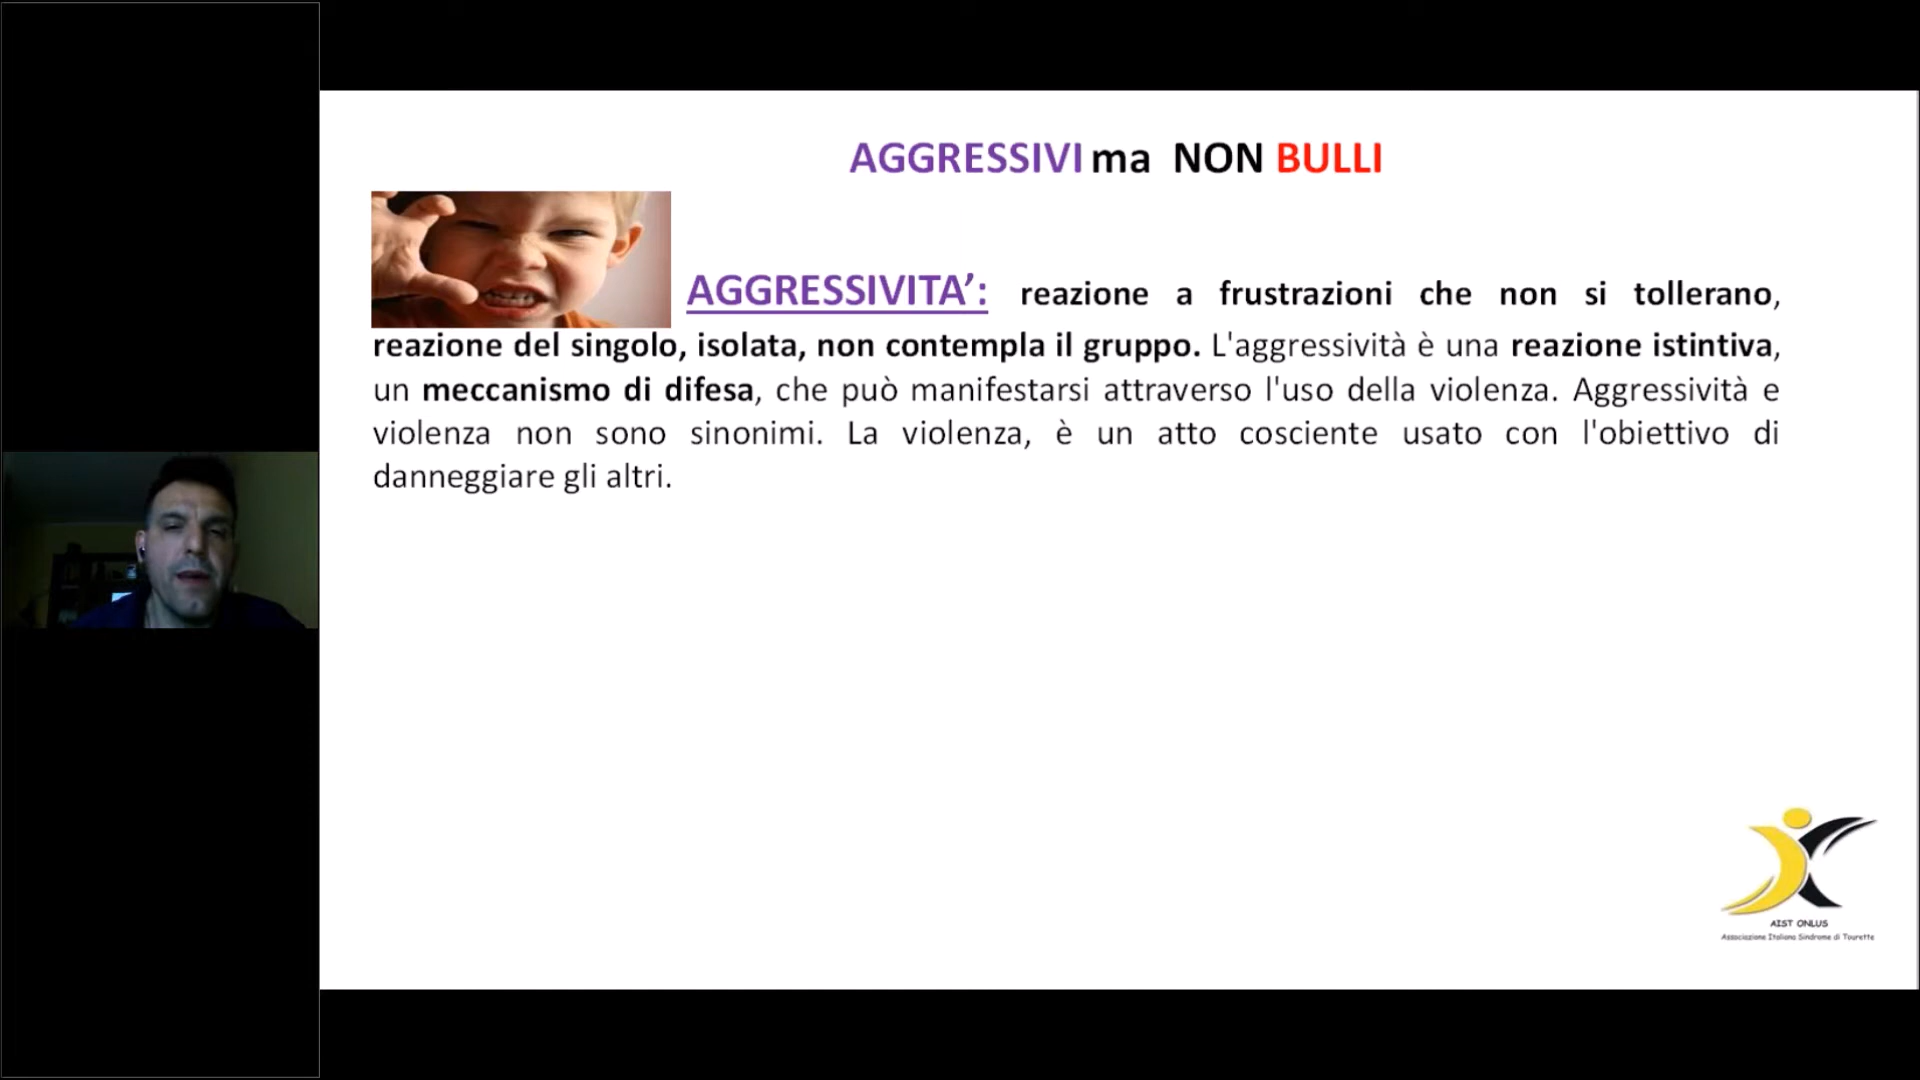 AGGRESSIVI ma NON BULLI
AGGRESSIVITA’: reazione a frustrazioni che non si tollerano,
reazione del singolo, isolata, non contempla il gruppo. L'aggressività è una reazione istintiva,
un meccanismo di difesa, che può manifestarsi attraverso l'uso della violenza. Aggressività e
violenza non sono sinonimi. La violenza, è un atto cosciente usato con l'obiettivo di
danneggiare gli altri.
AIST ONLUS
Associazione Italiana Sindrome di Tourette